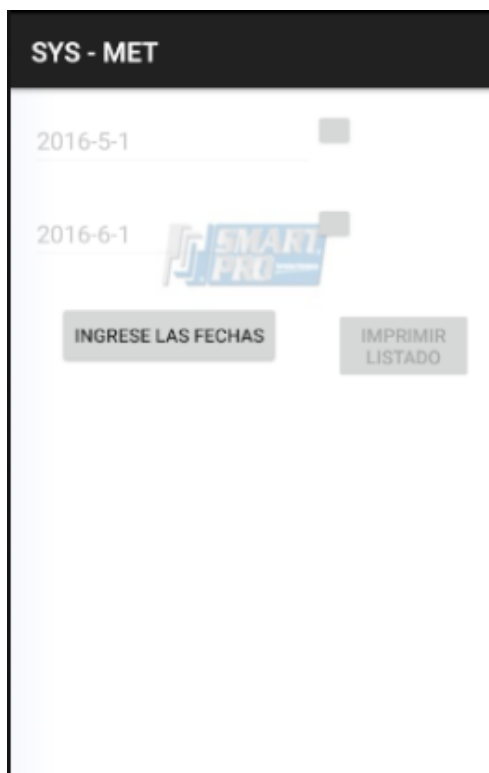 SYS - MET
2016-5-1
2016-6-1
SMART.
PRO
INGRESE LAS FECHAS
IMPRIMIR
LISTADO